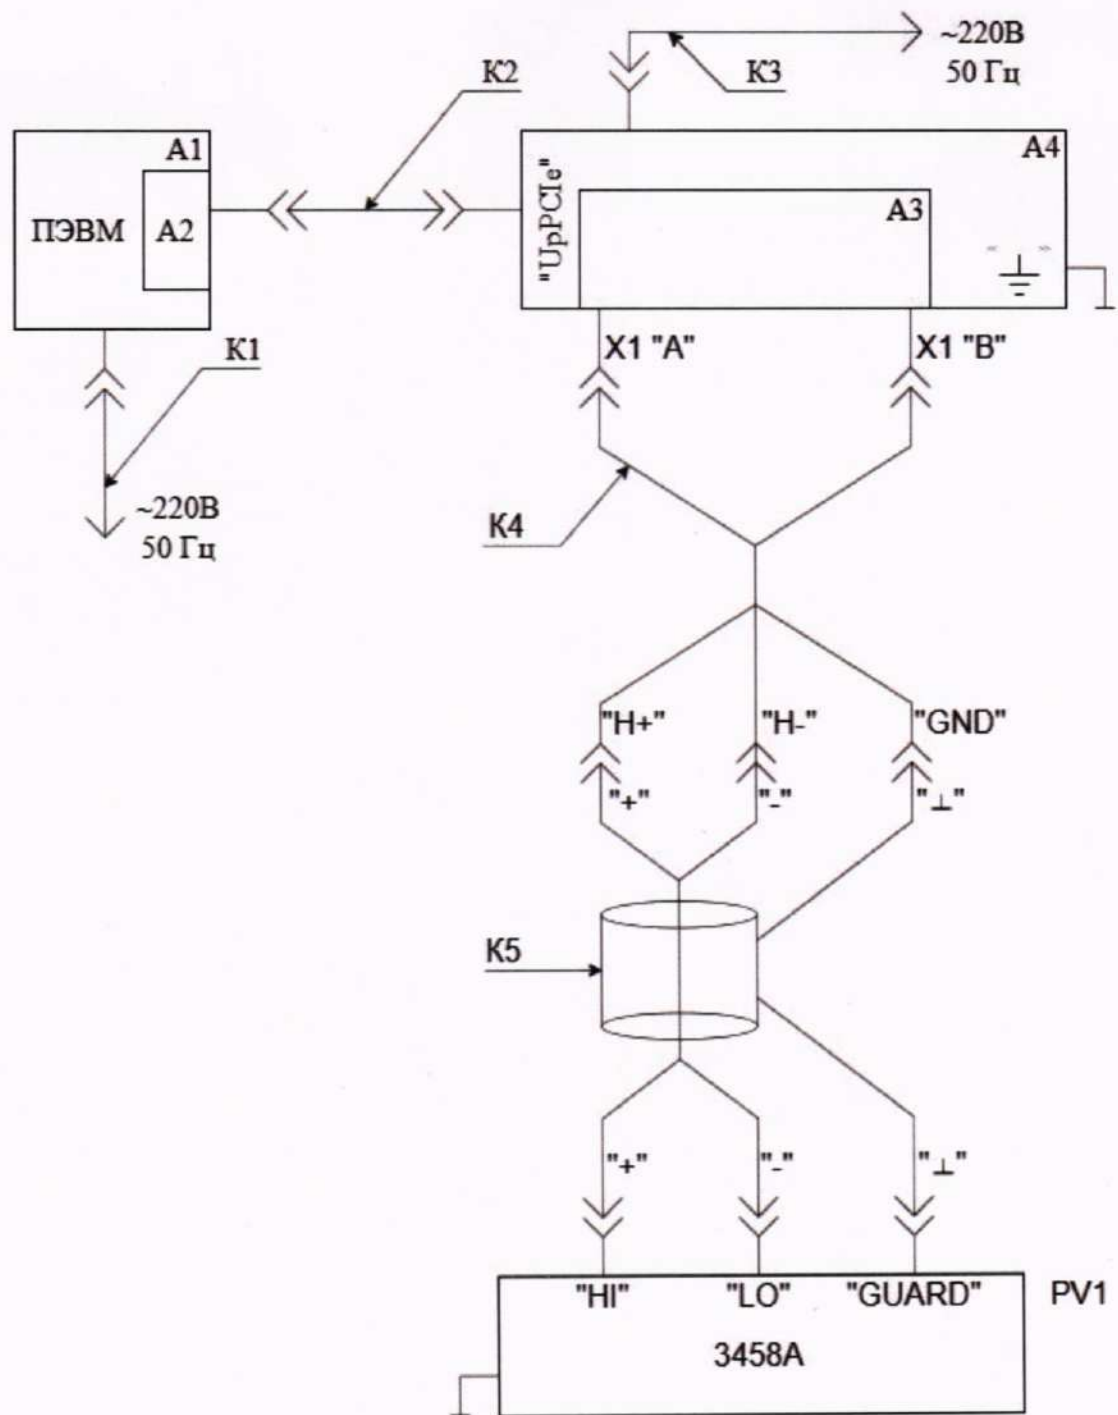 ~220В
50 Гц
К3
К2
А1
ПЭВМ
А2
"UpPCIe"
А4
А3
К1
X1 "A"
X1 "B"
~220В
50 Гц
К4
"H+"
"H-"
"GND"
"+"
"-"
"⊥"
К5
"+"
"-"
"⊥"
"HI"
"LO"
"GUARD"
PV1
3458A